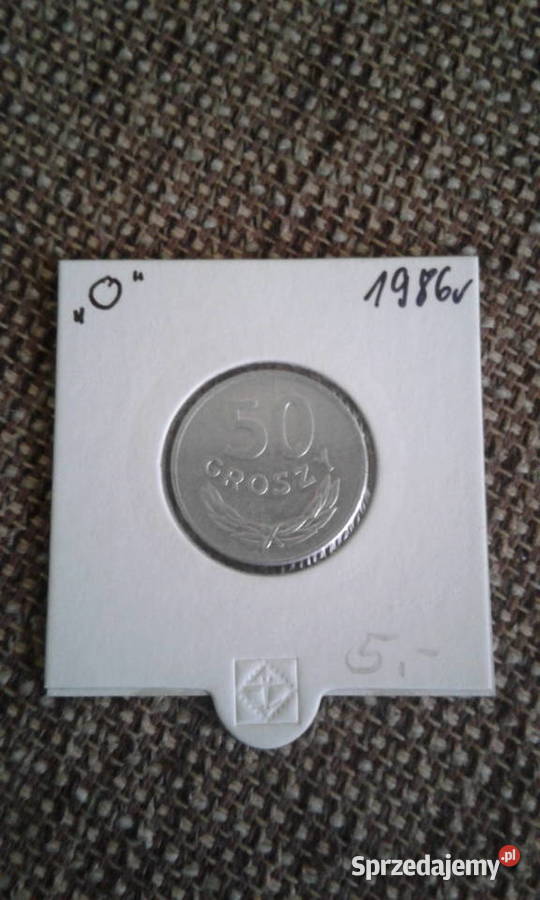 „O“ 1986r
50
GROSZY
5,-
Sprzedajemy.pl